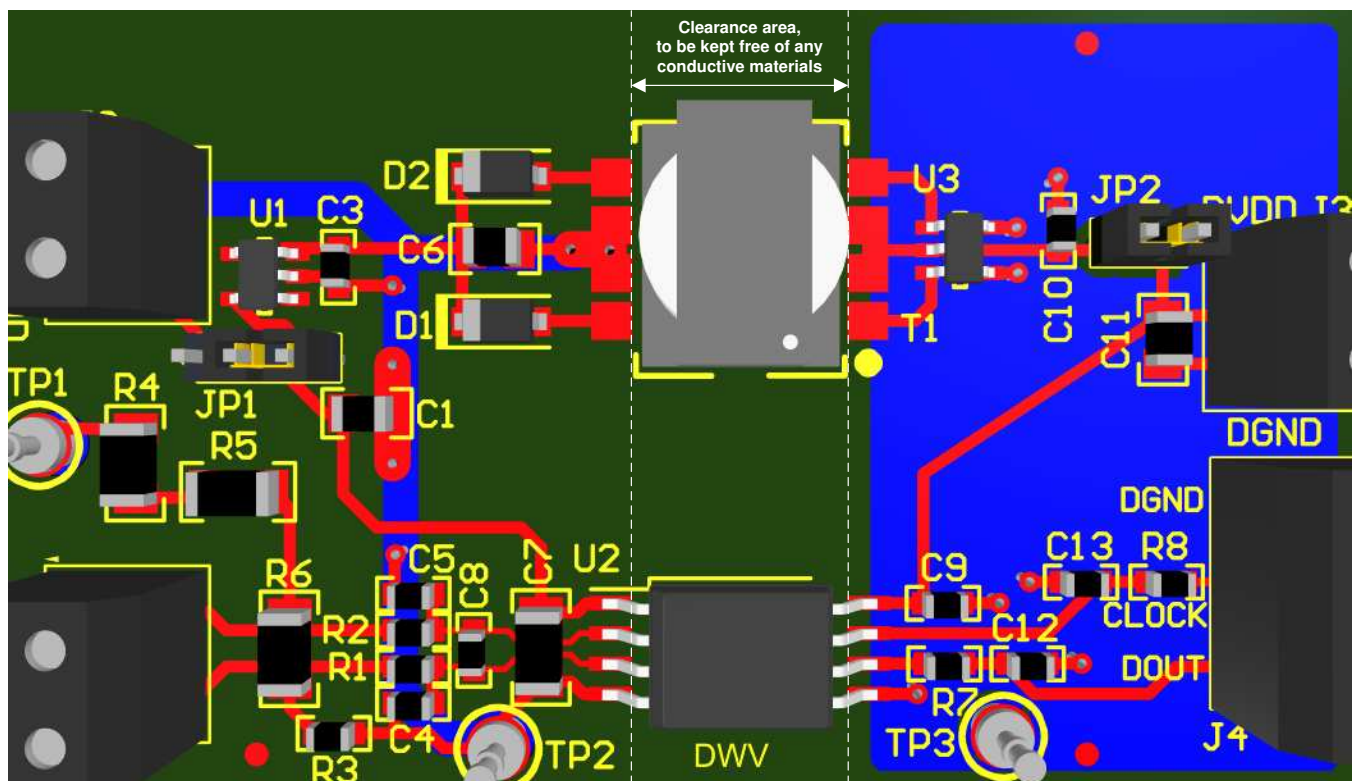 Clearance area,
to be kept free of any
conductive materials
D2
U3
JP2
U1
C3
C6
C10
D1
T1
C11
TP1
R4
JP1
C1
DGND
R5
DGND
C5
U2
C8
C7
C9
C13
R8
R6
CLOCK
R2
C12
R1
DOUT
R7
C4
TP2
TP3
J4
R3
DWV